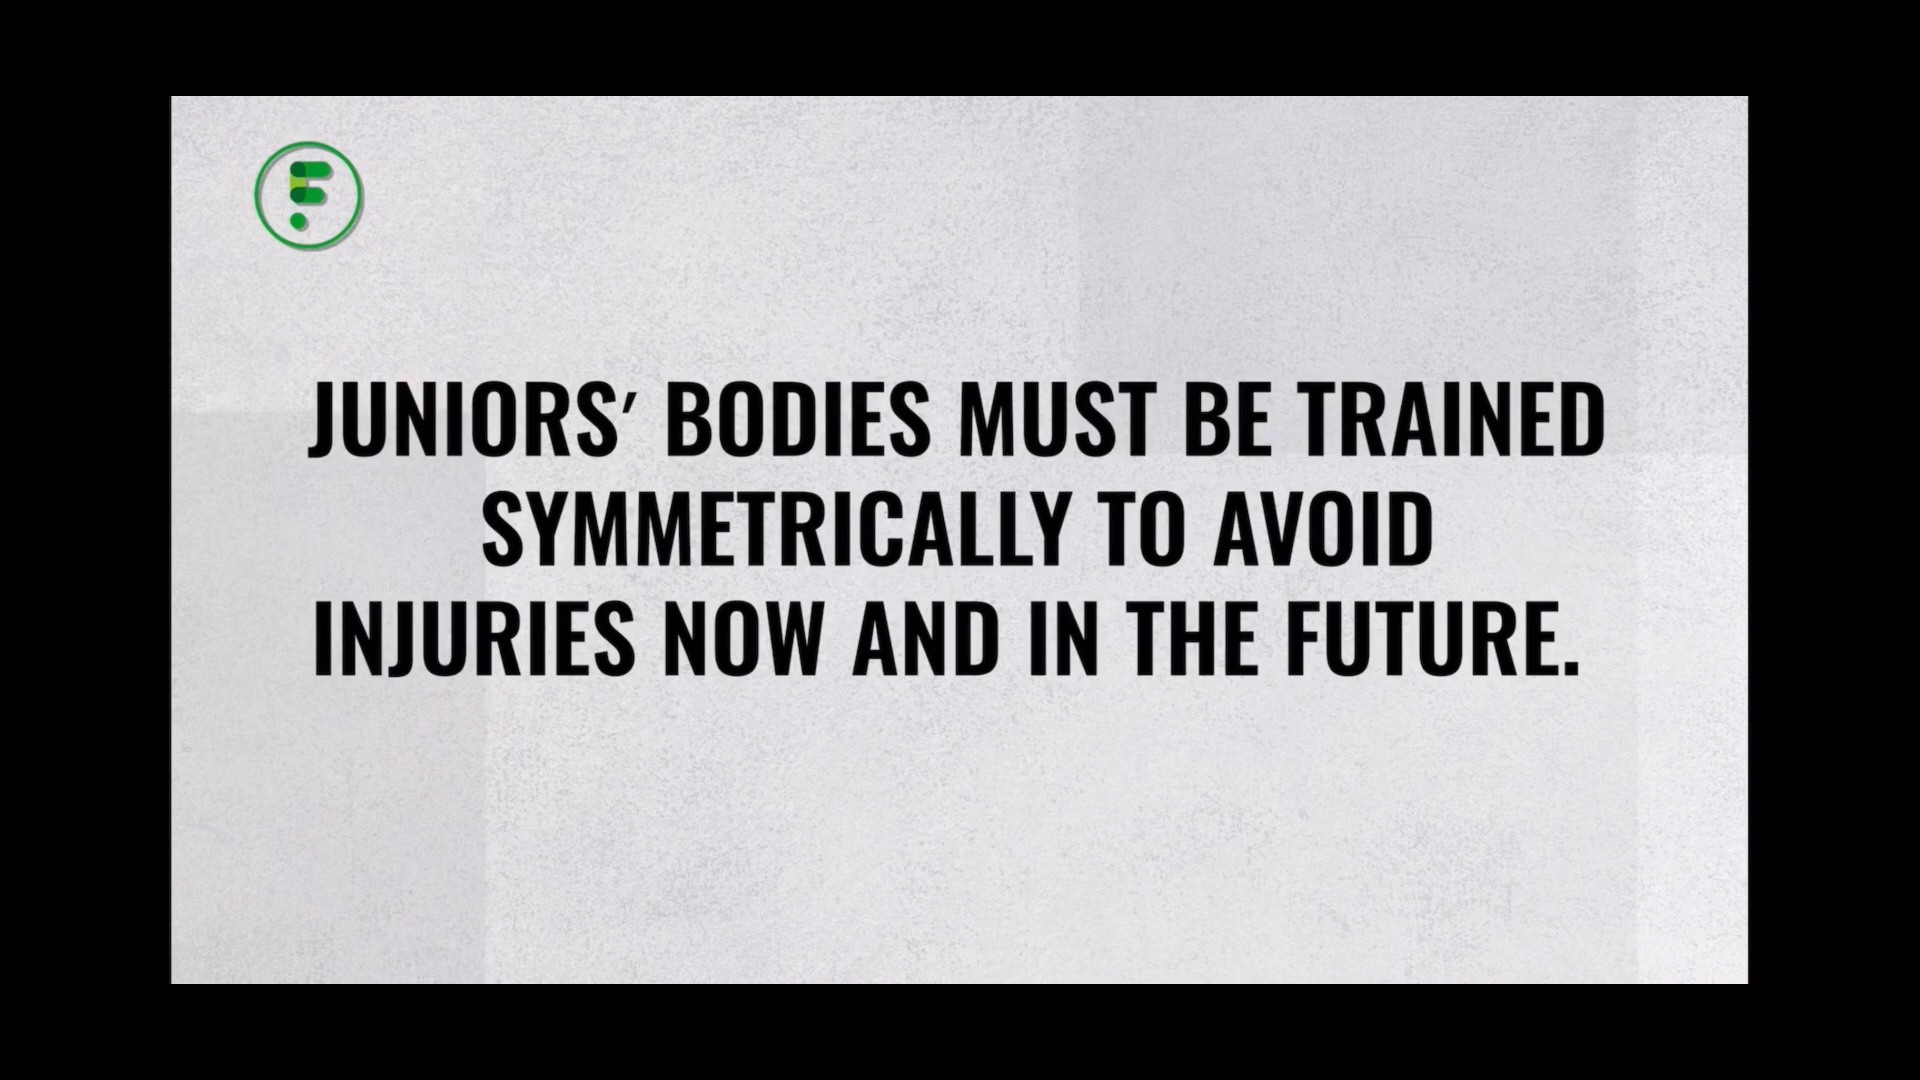 F
JUNIORS' BODIES MUST BE TRAINED
SYMMETRICALLY TO AVOID
INJURIES NOW AND IN THE FUTURE.